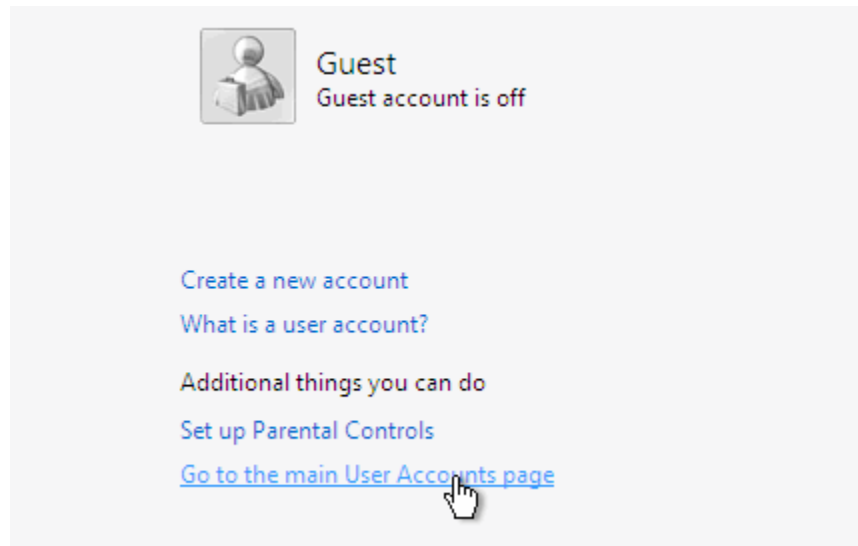 Guest
Guest account is off
Create a new account
What is a user account?
Additional things you can do
Set up Parental Controls
Go to the main User Accounts page